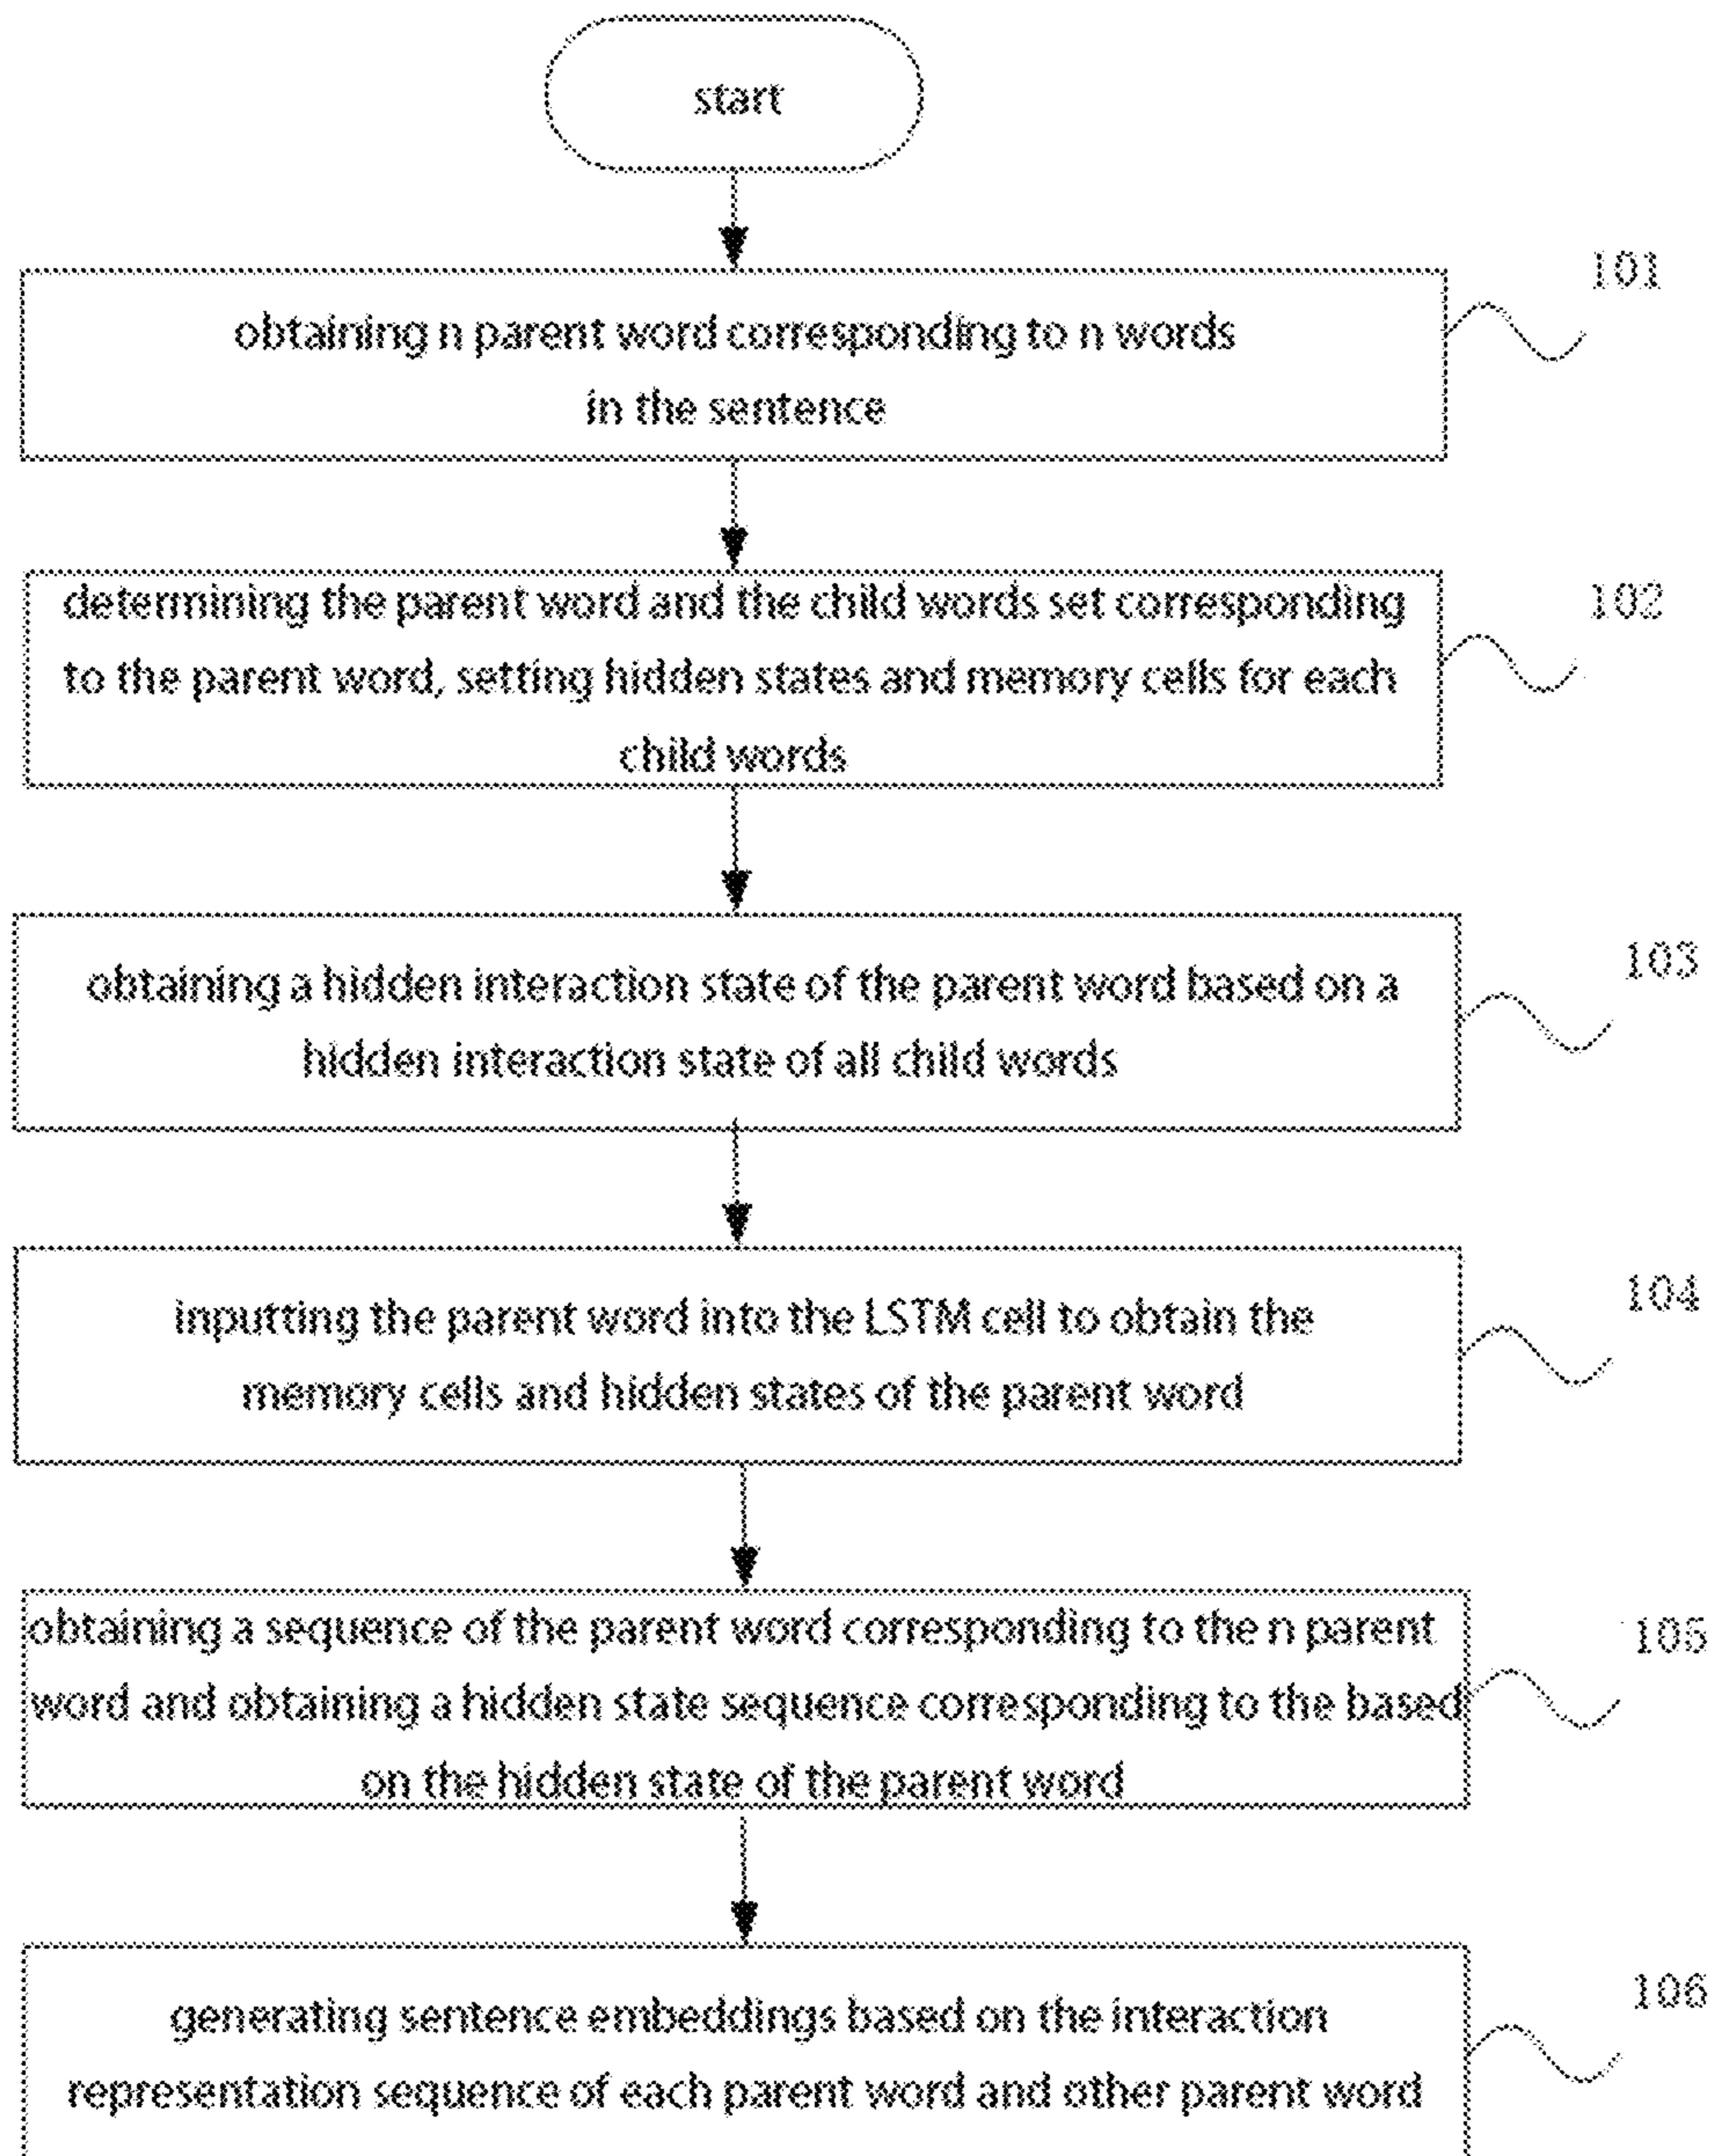 start
101
obtaining n parent word corresponding to n words
in the sentence
102
determining the parent word and the child words set corresponding
to the parent word, setting hidden states and memory cells for each
child words
103
obtaining a hidden interaction state of the parent word based on a
hidden interaction state of all child words
104
inputting the parent word into the LSTM cell to obtain the
memory cells and hidden states of the parent word
105
obtaining a sequence of the parent word corresponding to the n parent
word and obtaining a hidden state sequence corresponding to the based
on the hidden state of the parent word
106
generating sentence embeddings based on the interaction
representation sequence of each parent word and other parent word